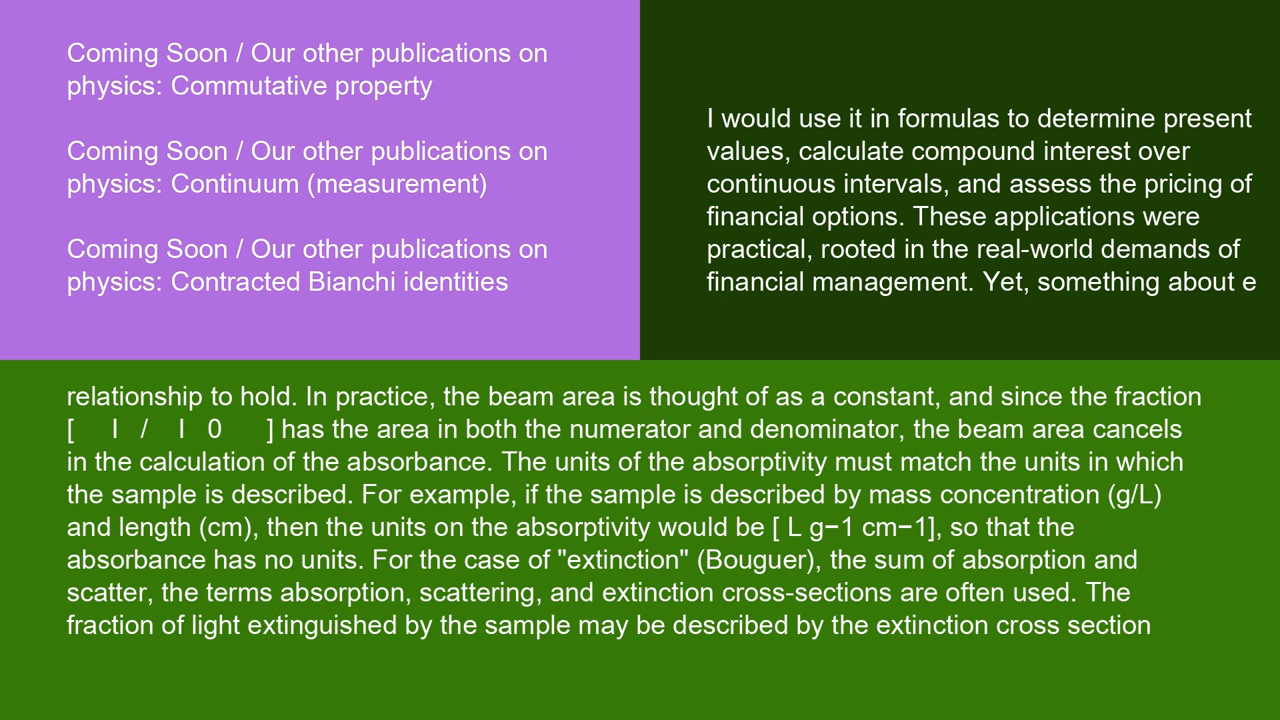 Coming Soon / Our other publications on
physics: Commutative property
Coming Soon / Our other publications on
physics: Continuum (measurement)
Coming Soon / Our other publications on
physics: Contracted Bianchi identities
I would use it in formulas to determine present
values, calculate compound interest over
continuous intervals, and assess the pricing of
financial options. These applications were
practical, rooted in the real-world demands of
financial management. Yet, something about e
relationship to hold. In practice, the beam area is thought of as a constant, and since the fraction
[ I / I 0 ] has the area in both the numerator and denominator, the beam area cancels
in the calculation of the absorbance. The units of the absorptivity must match the units in which
the sample is described. For example, if the sample is described by mass concentration (g/L)
and length (cm), then the units on the absorptivity would be [ L g−1 cm−1], so that the
absorbance has no units. For the case of "extinction" (Bouguer), the sum of absorption and
scatter, the terms absorption, scattering, and extinction cross-sections are often used. The
fraction of light extinguished by the sample may be described by the extinction cross section